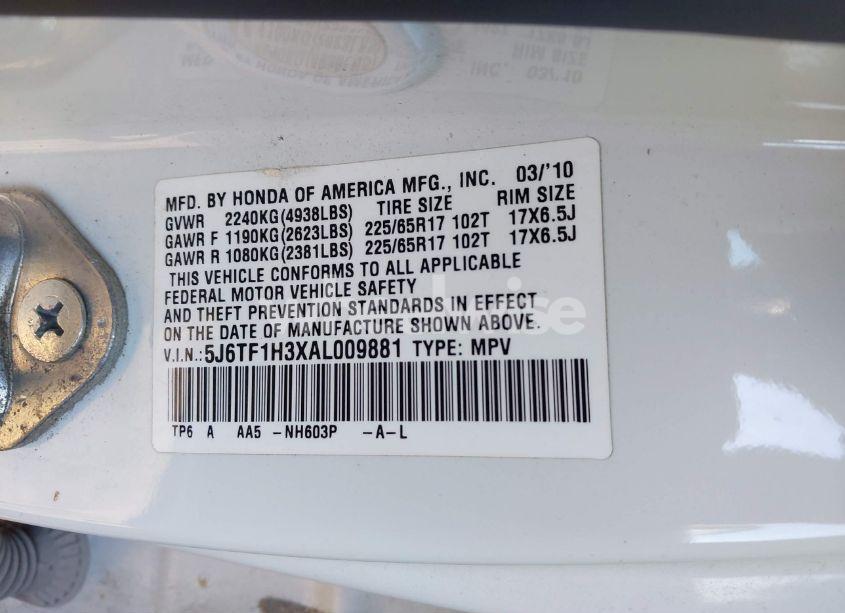 MFD. BY HONDA OF AMERICA MFG., INC. 03/'10
GVWR 2240KG(4938LBS) TIRE SIZE RIM SIZE
GAWR F 1190KG(2623LBS) 225/65R17 102T 17X6.5J
GAWR R 1080KG(2381LBS) 225/65R17 102T 17X6.5J
THIS VEHICLE CONFORMS TO ALL APPLICABLE
FEDERAL MOTOR VEHICLE SAFETY
AND THEFT PREVENTION STANDARDS IN EFFECT
ON THE DATE OF MANUFACTURE SHOWN ABOVE.
V.I.N.:5J6TF1H3XAL009881 TYPE: MPV
TP6 A AA5 -NH603P -A-L